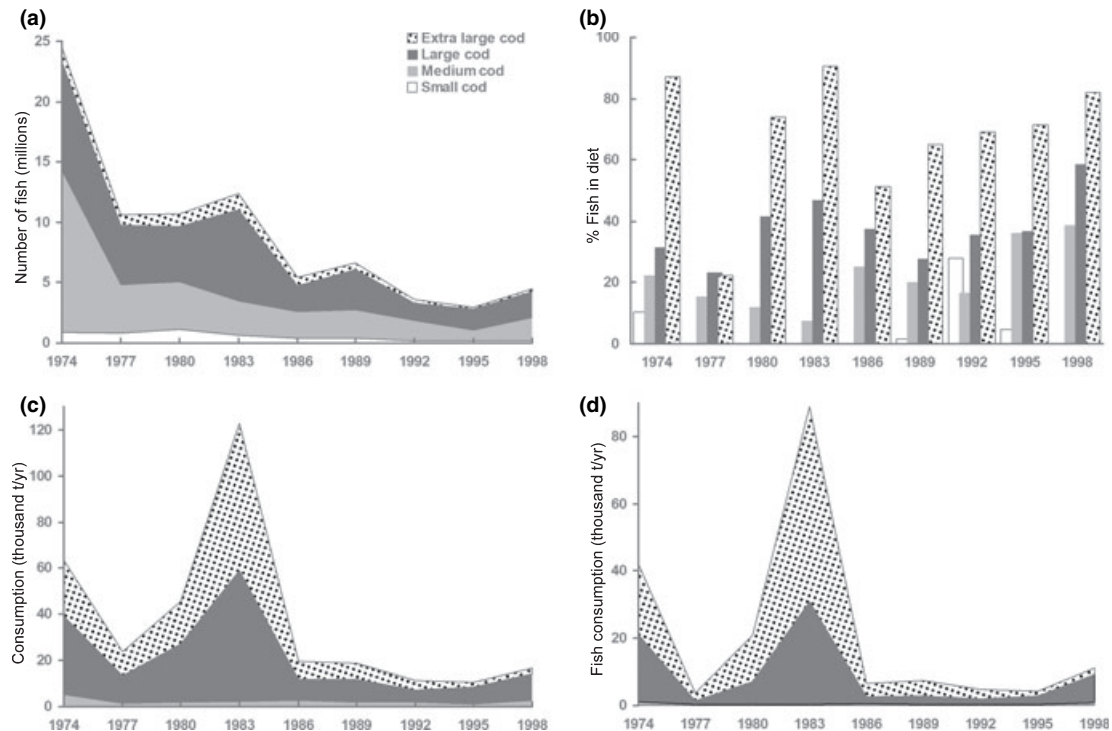 (a)
25
20
15
10
5
0
Number of fish (millions)
Extra large cod
Large cod
Medium cod
Small cod
1974 1977 1980 1983 1986 1989 1992 1995 1998
(b)
100
80
60
40
20
0
% Fish in diet
1974 1977 1980 1983 1986 1989 1992 1995 1998
(c)
120
100
80
60
40
20
0
Consumption (thousand t/yr)
1974 1977 1980 1983 1986 1989 1992 1995 1998
(d)
80
60
40
20
0
Fish consumption (thousand t/yr)
1974 1977 1980 1983 1986 1989 1992 1995 1998